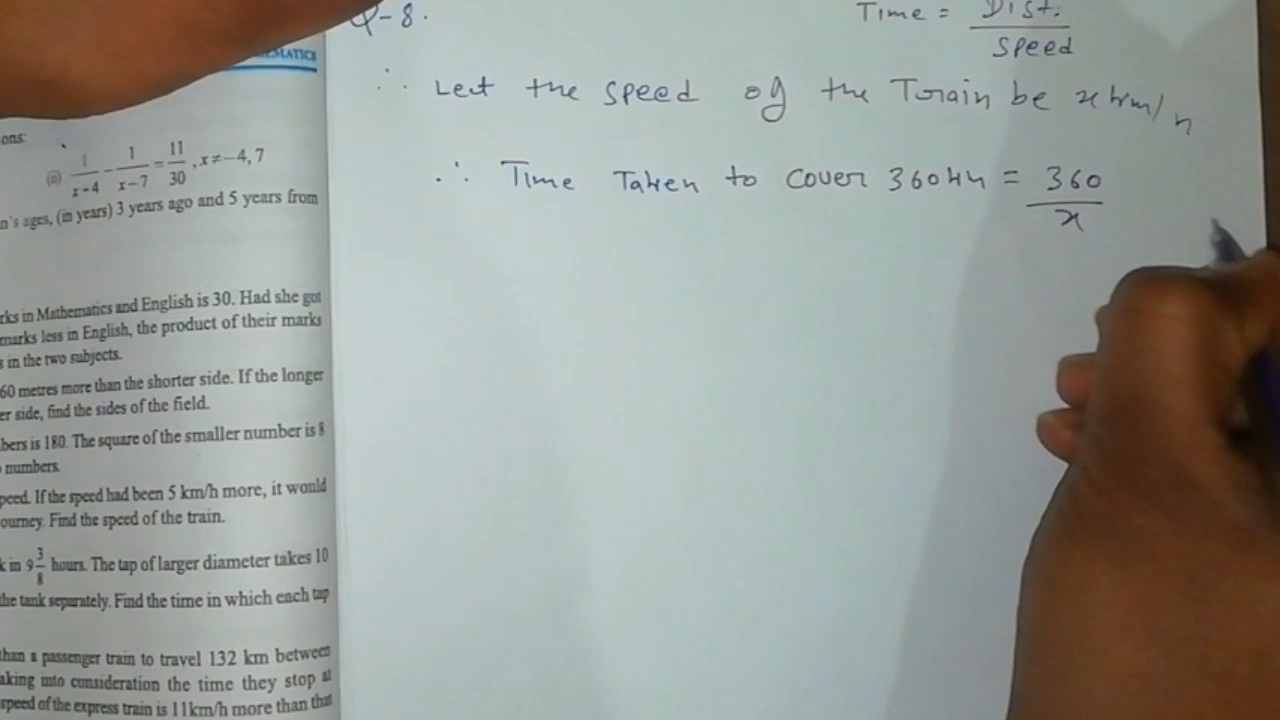 Q-8.
Time = Dist. / Speed
∴ Let the speed of the Train be x km/h
∴ Time Taken to cover 360km = 360 / x
EMATICS
ons:
(ii) 1/x+4 - 1/x-7 = 11/30, x ≠ -4, 7
n's ages, (in years) 3 years ago and 5 years from
rks in Mathematics and English is 30. Had she got
marks less in English, the product of their marks
s in the two subjects.
60 metres more than the shorter side. If the longer
er side, find the sides of the field.
bers is 180. The square of the smaller number is 8
numbers.
peed. If the speed had been 5 km/h more, it would
ourney. Find the speed of the train.
k in 9 3/8 hours. The tap of larger diameter takes 10
the tank separately. Find the time in which each tap
than a passenger train to travel 132 km between
aking into consideration the time they stop at
speed of the express train is 11km/h more than that